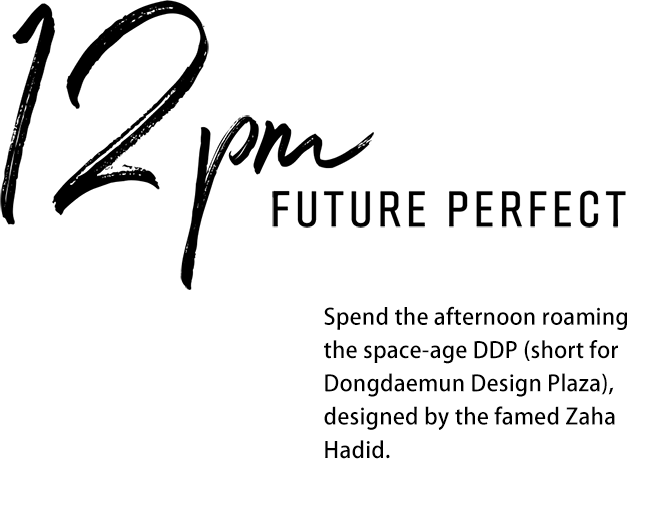 12pm
FUTURE PERFECT
Spend the afternoon roaming
the space-age DDP (short for
Dongdaemun Design Plaza),
designed by the famed Zaha
Hadid.